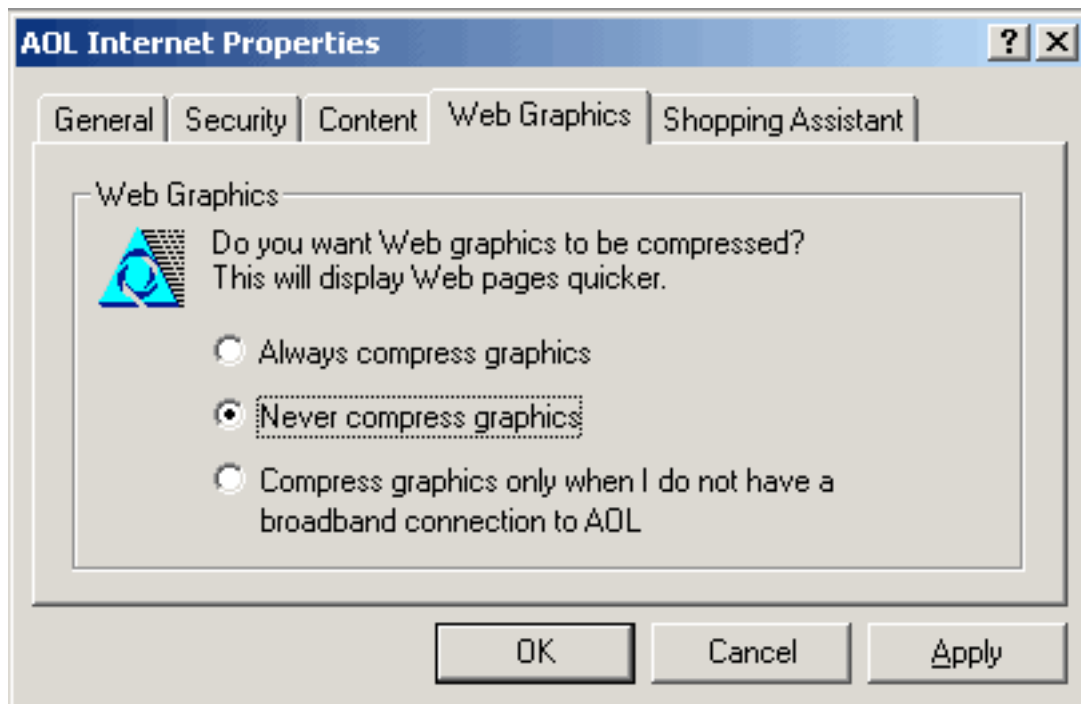 AOL Internet Properties
? X
General Security Content Web Graphics Shopping Assistant
Web Graphics
Do you want Web graphics to be compressed?
This will display Web pages quicker.
Always compress graphics
Never compress graphics
Compress graphics only when I do not have a
broadband connection to AOL
OK Cancel Apply